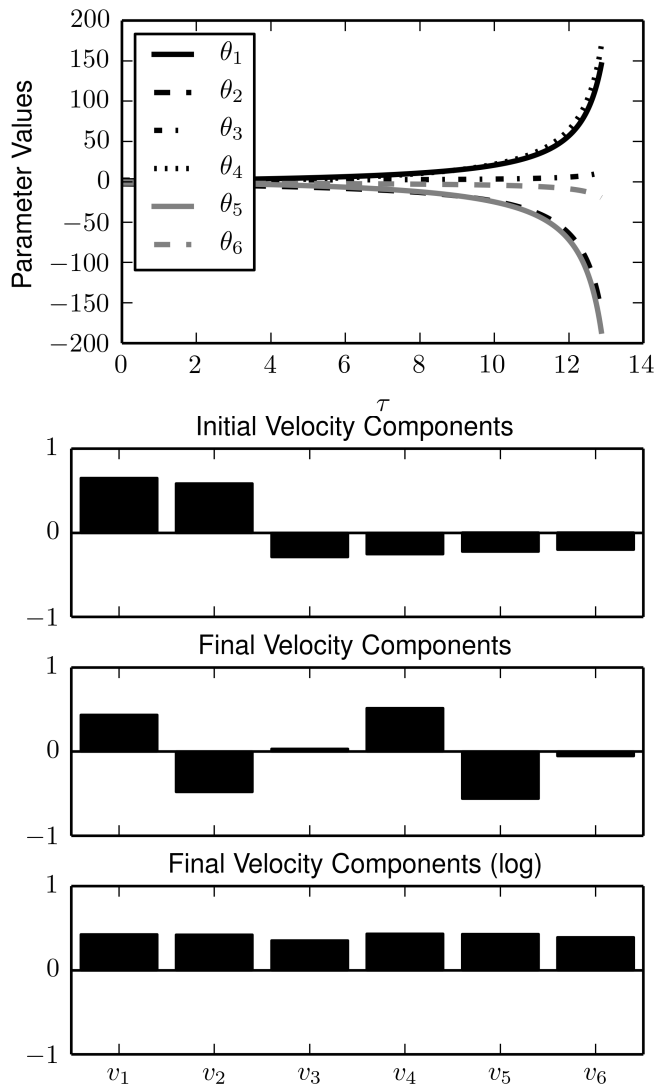 200
150
100
50
0
−50
−100
−150
−200
Parameter Values
θ1
θ2
θ3
θ4
θ5
θ6
0 2 4 6 8 10 12 14
τ
Initial Velocity Components
1
0
−1
Final Velocity Components
1
0
−1
Final Velocity Components (log)
1
0
−1
v1 v2 v3 v4 v5 v6